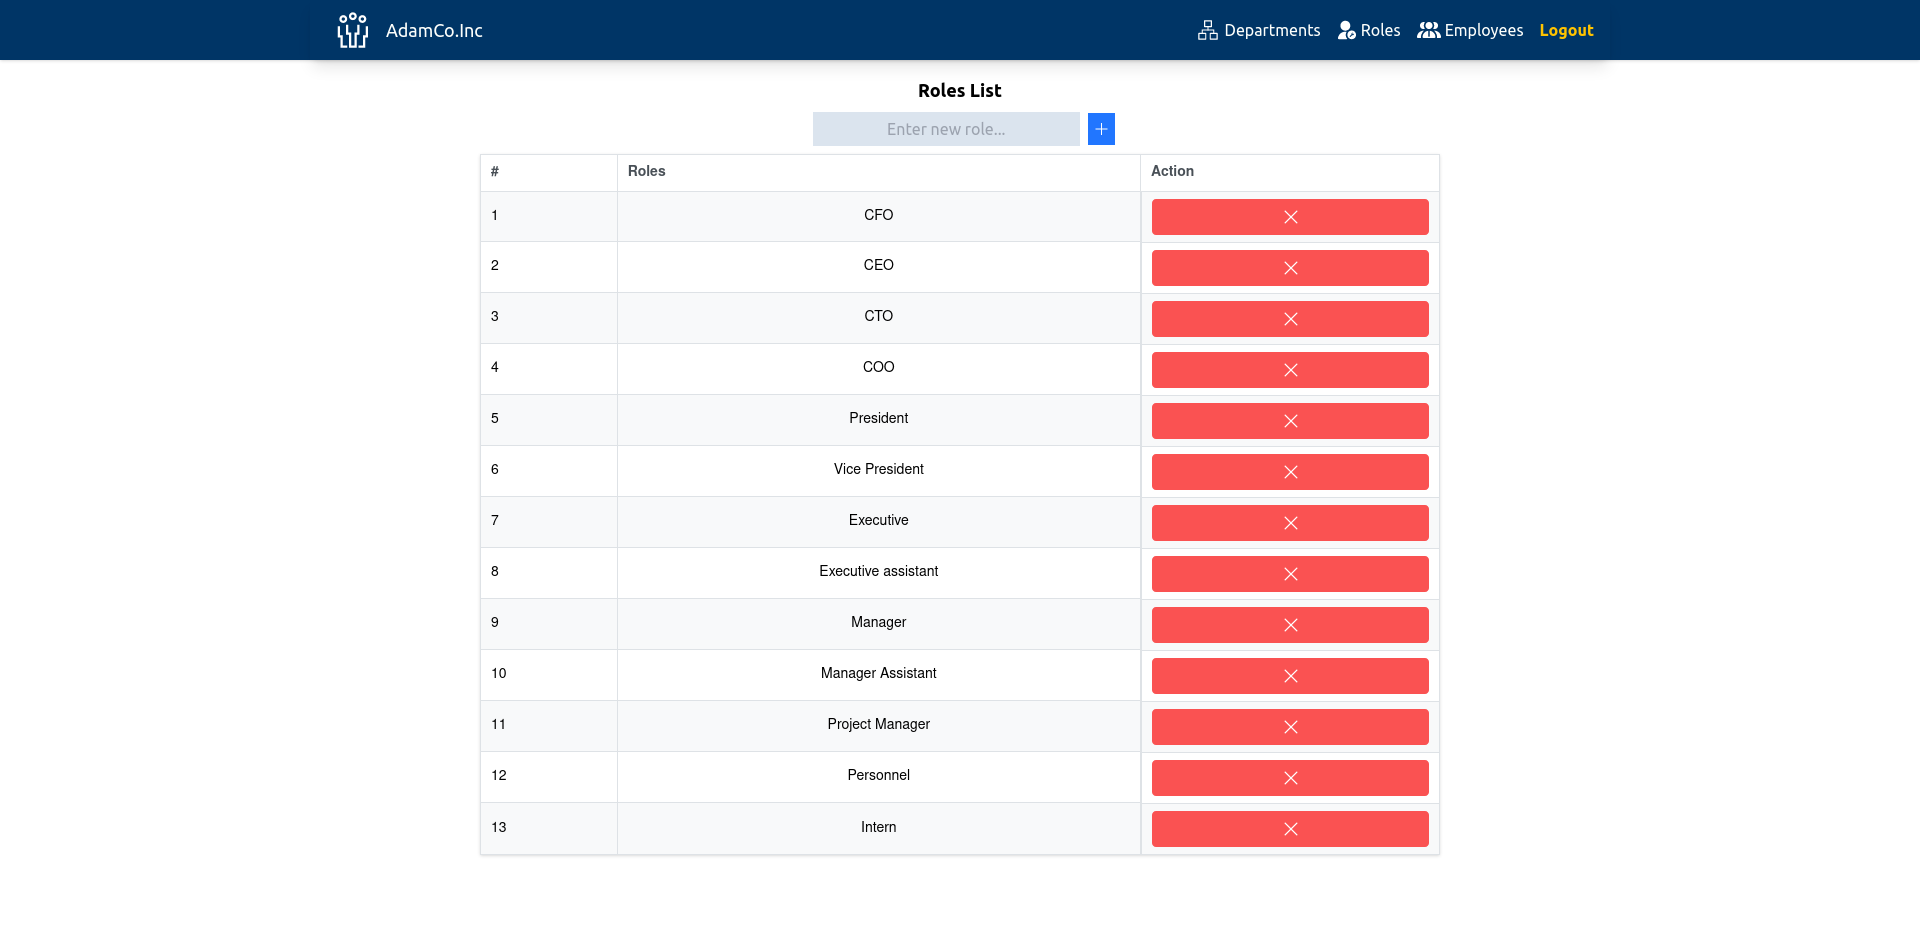 AdamCo.Inc Departments Roles Employees Logout
Roles List
Enter new role...
# Roles Action
1 CFO
2 CEO
3 CTO
4 COO
5 President
6 Vice President
7 Executive
8 Executive assistant
9 Manager
10 Manager Assistant
11 Project Manager
12 Personnel
13 Intern